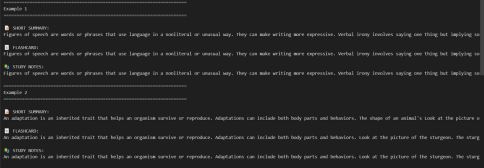 Example 1
SHORT SUMMARY:
Figures of speech are words or phrases that use language in a nonliteral or unusual way. They can make writing more expressive. Verbal irony involves saying one thing but implying so
FLASHCARD:
Figures of speech are words or phrases that use language in a nonliteral or unusual way. They can make writing more expressive. Verbal irony involves saying one thing but implying so
STUDY NOTES:
Figures of speech are words or phrases that use language in a nonliteral or unusual way. They can make writing more expressive. Verbal irony involves saying one thing but implying so
Example 2
SHORT SUMMARY:
An adaptation is an inherited trait that helps an organism survive or reproduce. Adaptations can include both body parts and behaviors. The shape of an animal's Look at the picture o
FLASHCARD:
An adaptation is an inherited trait that helps an organism survive or reproduce. Adaptations can include both body parts and behaviors. Look at the picture of the sturgeon. The sturg
STUDY NOTES:
An adaptation is an inherited trait that helps an organism survive or reproduce. Adaptations can include both body parts and behaviors. Look at the picture of the sturgeon. The sturg